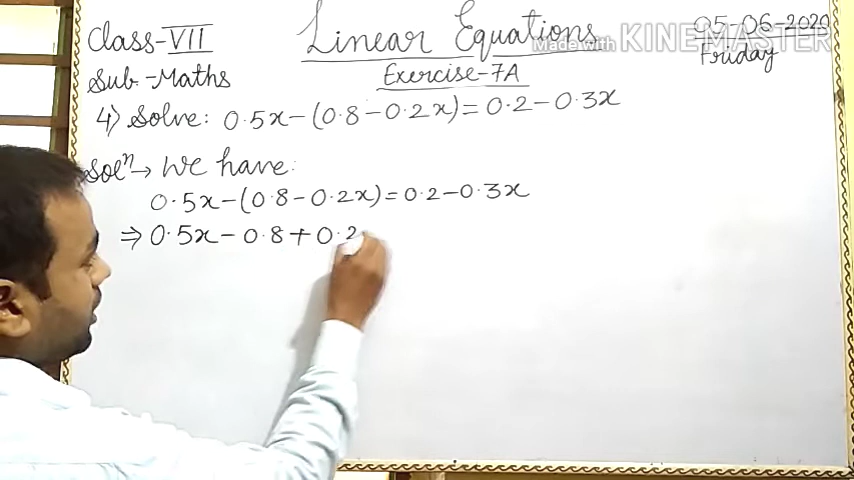 Class-VII
Linear Equations
05-06-2020
Made with KINEMASTER
Sub.-Maths
Exercise-7A
Friday
4) Solve: 0.5x-(0.8-0.2x)=0.2-0.3x
Solⁿ→ We have:
0.5x-(0.8-0.2x)=0.2-0.3x
⇒ 0.5x-0.8+0.2